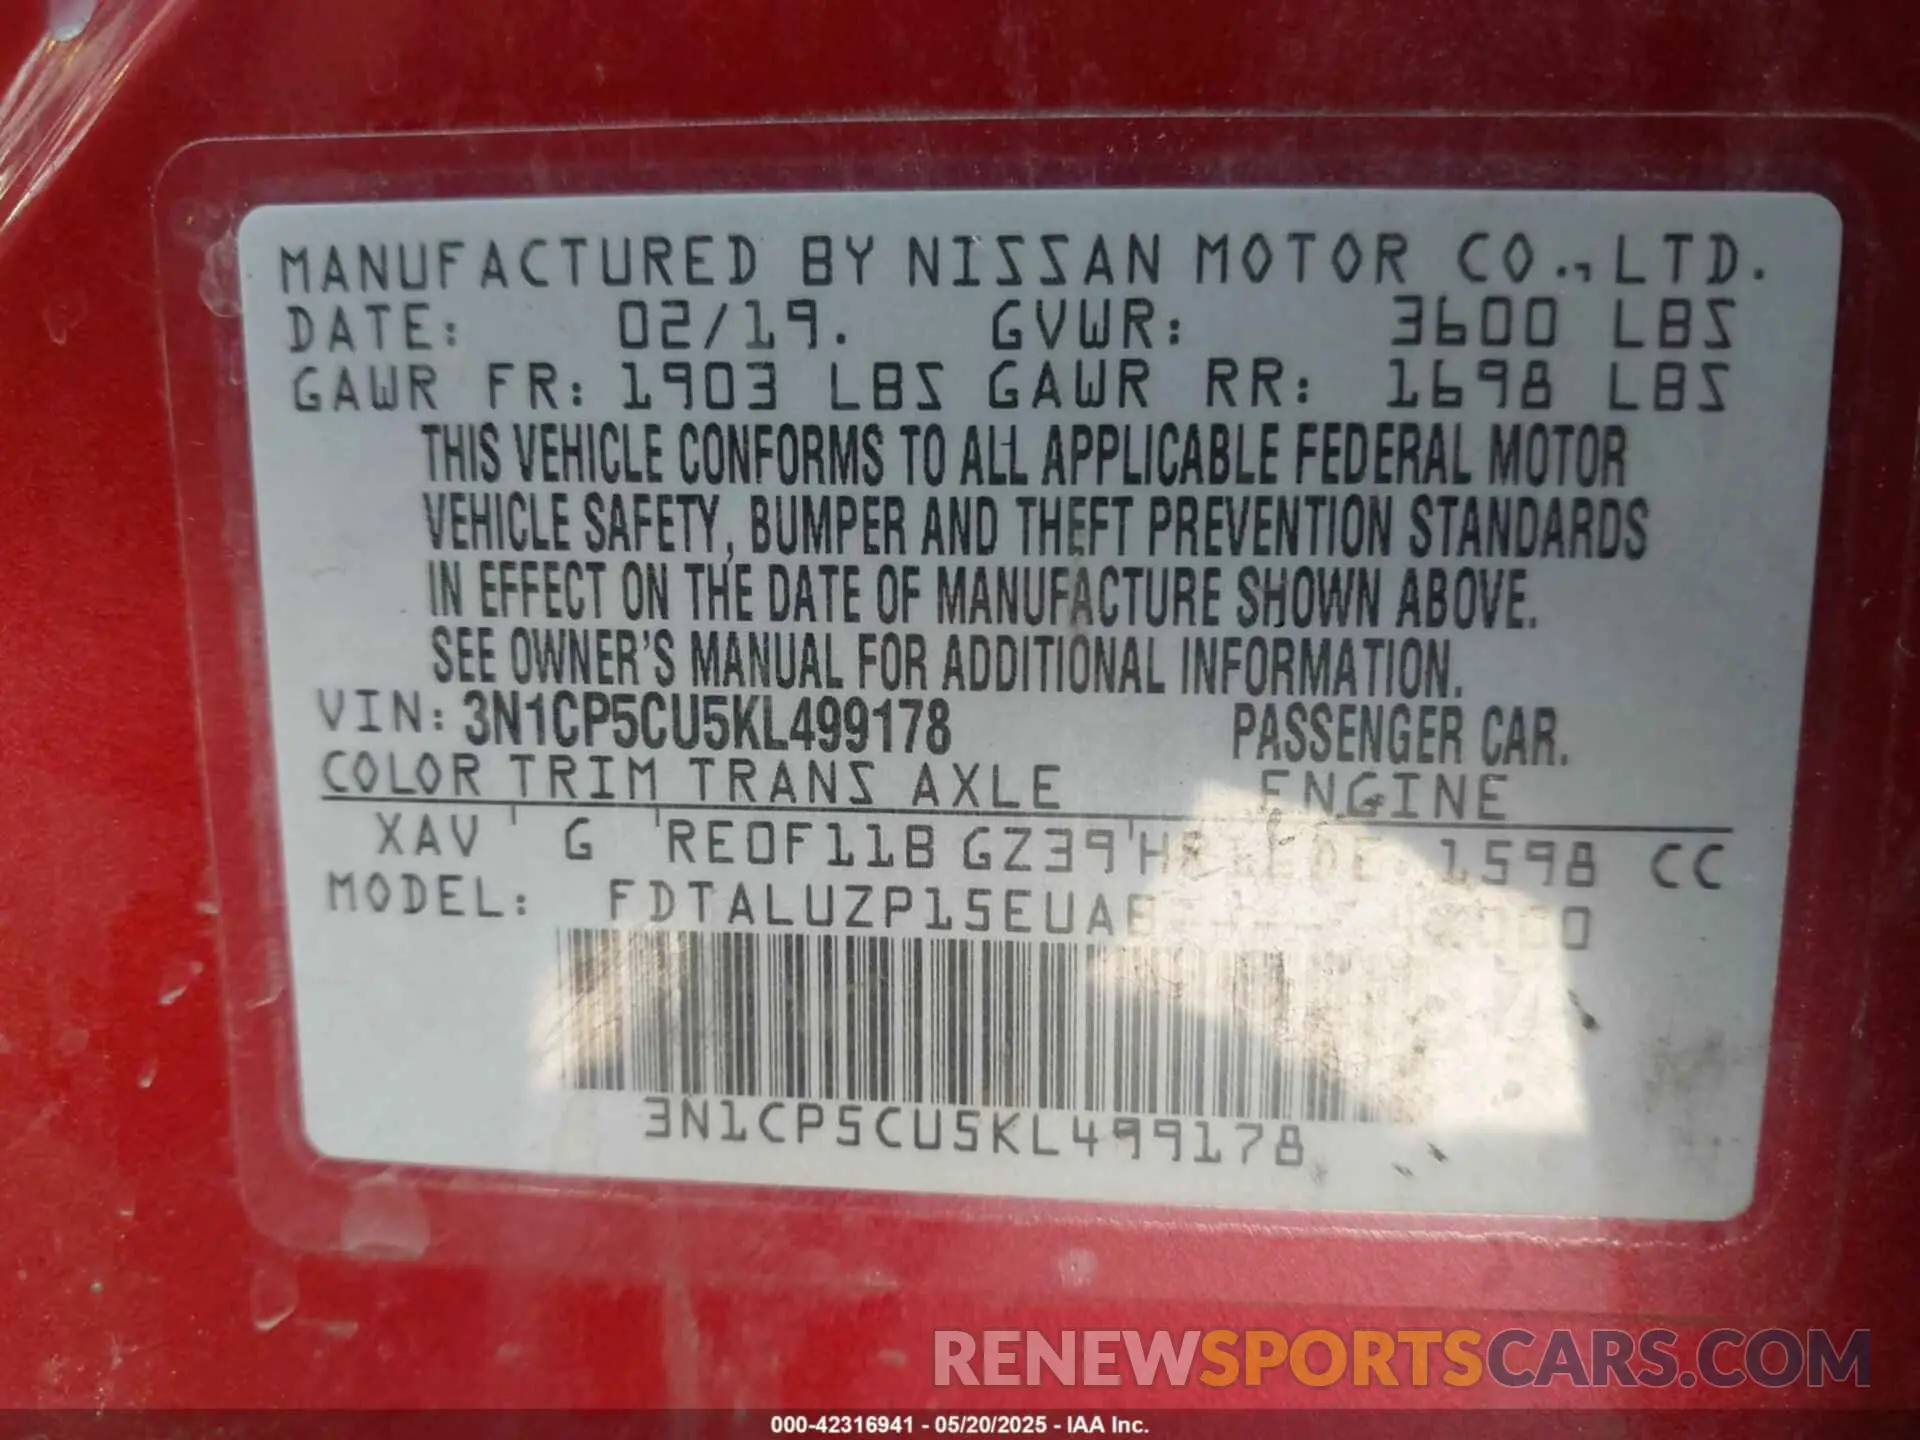 MANUFACTURED BY NISSAN MOTOR CO., LTD.
DATE: 02/19. GVWR: 3600 LBS
GAWR FR: 1903 LBS GAWR RR: 1698 LBS
THIS VEHICLE CONFORMS TO ALL APPLICABLE FEDERAL MOTOR
VEHICLE SAFETY, BUMPER AND THEFT PREVENTION STANDARDS
IN EFFECT ON THE DATE OF MANUFACTURE SHOWN ABOVE.
SEE OWNER'S MANUAL FOR ADDITIONAL INFORMATION.
VIN: 3N1CP5CU5KL499178 PASSENGER CAR.
COLOR TRIM TRANS AXLE ENGINE
XAV G RE0F11B GZ39 1598 CC
MODEL:
3N1CP5CU5KL499178
RENEWSPORTSCARS.COM
000-42316941 - 05/20/2025 - IAA Inc.